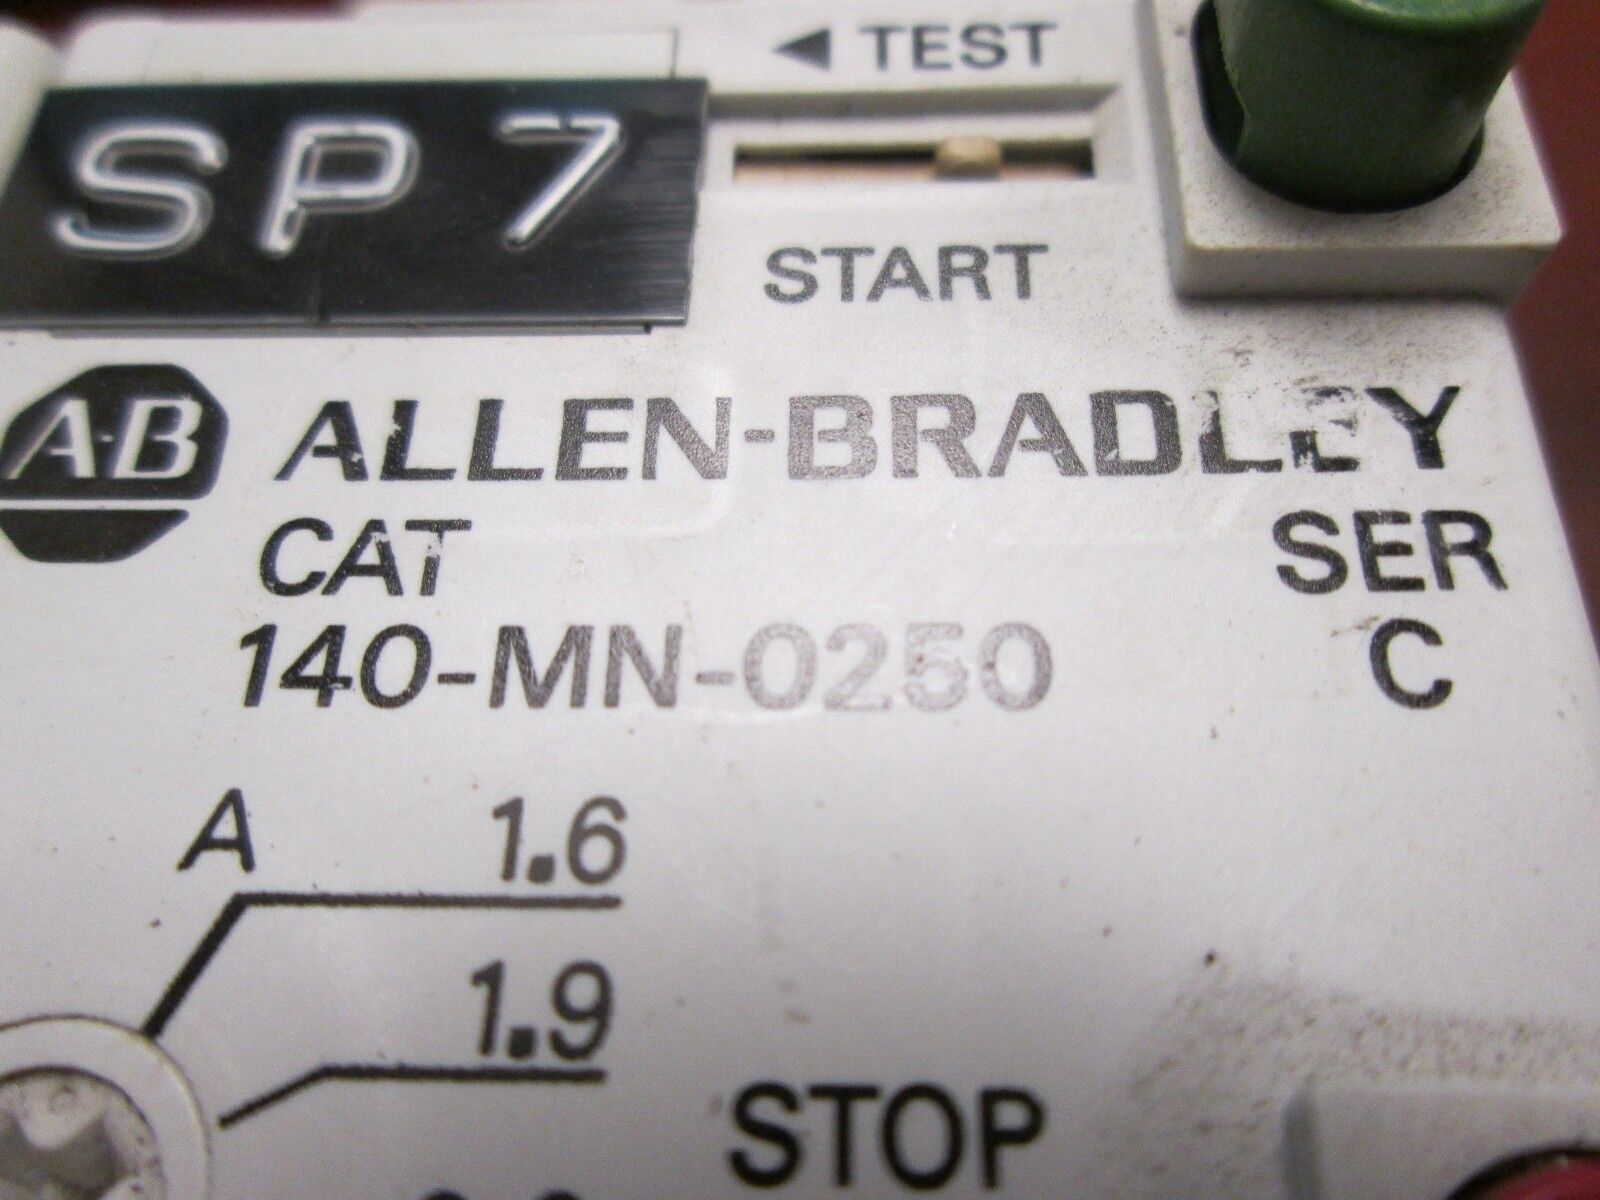 ◄ TEST
SP 7
START
A-B ALLEN-BRADLEY
CAT SER
140-MN-0250 C
A 1.6
1.9
STOP